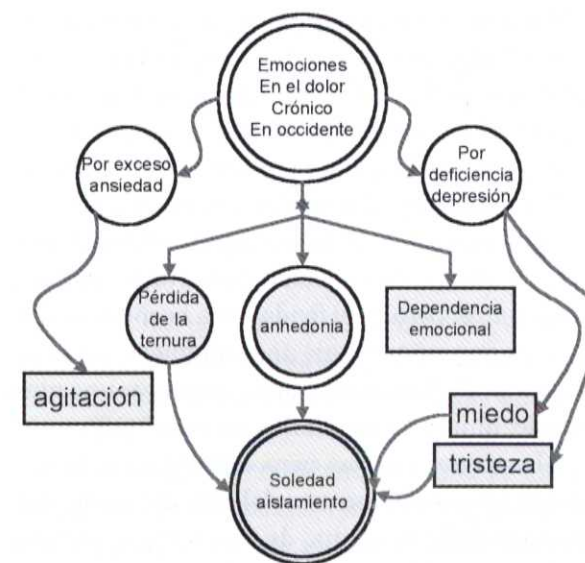 Emociones
En el dolor
Crónico
En occidente
Por exceso
ansiedad
Por
deficiencia
depresión
Pérdida
de la
ternura
anhedonia
Dependencia
emocional
agitación
miedo
tristeza
Soledad
aislamiento